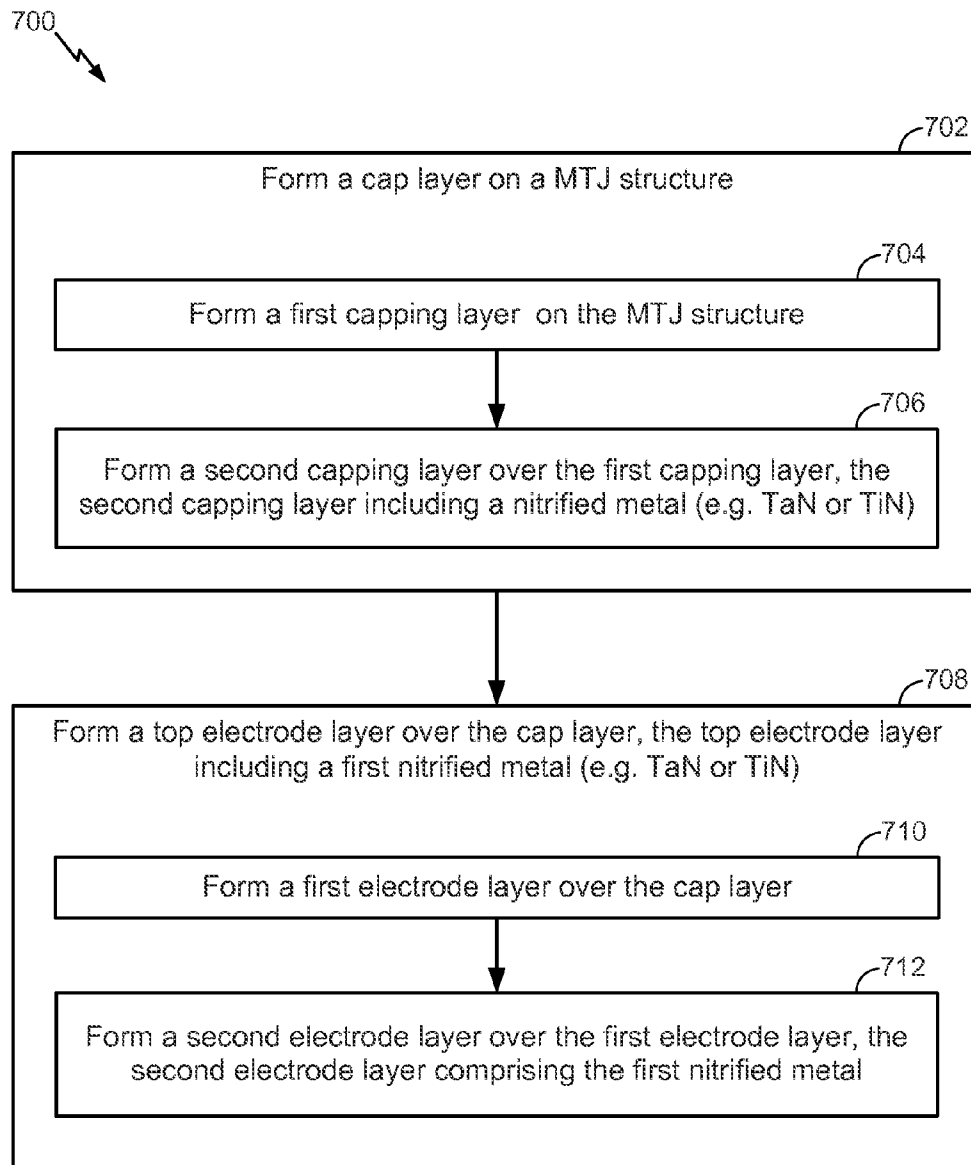 700
702
Form a cap layer on a MTJ structure
704
Form a first capping layer on the MTJ structure
706
Form a second capping layer over the first capping layer, the
second capping layer including a nitrified metal (e.g. TaN or TiN)
708
Form a top electrode layer over the cap layer, the top electrode layer
including a first nitrified metal (e.g. TaN or TiN)
710
Form a first electrode layer over the cap layer
712
Form a second electrode layer over the first electrode layer, the
second electrode layer comprising the first nitrified metal